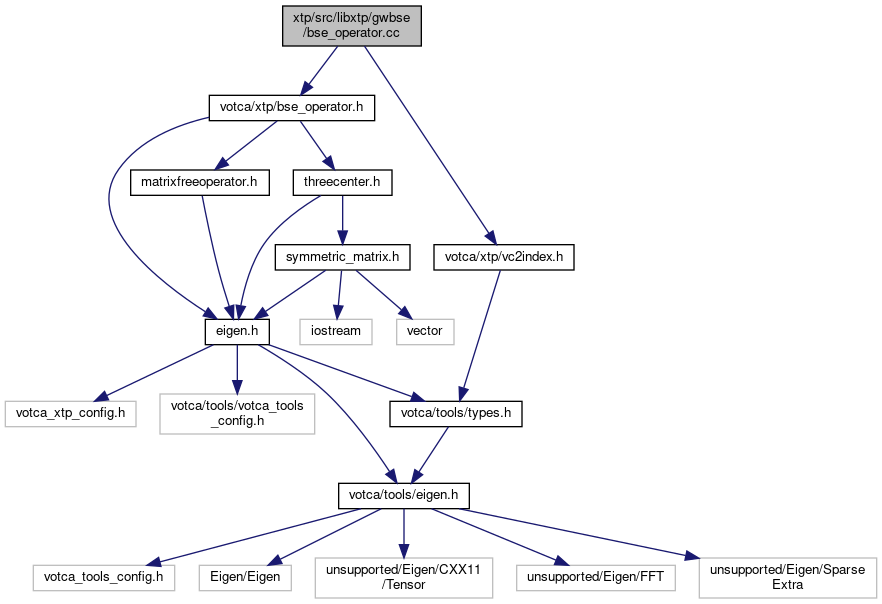 xtp/src/libxtp/gwbse
/bse_operator.cc
votca/xtp/bse_operator.h
matrixfreeoperator.h
threecenter.h
symmetric_matrix.h
votca/xtp/vc2index.h
eigen.h
iostream
vector
votca_xtp_config.h
votca/tools/votca_tools
_config.h
votca/tools/types.h
votca/tools/eigen.h
votca_tools_config.h
Eigen/Eigen
unsupported/Eigen/CXX11
/Tensor
unsupported/Eigen/FFT
unsupported/Eigen/Sparse
Extra